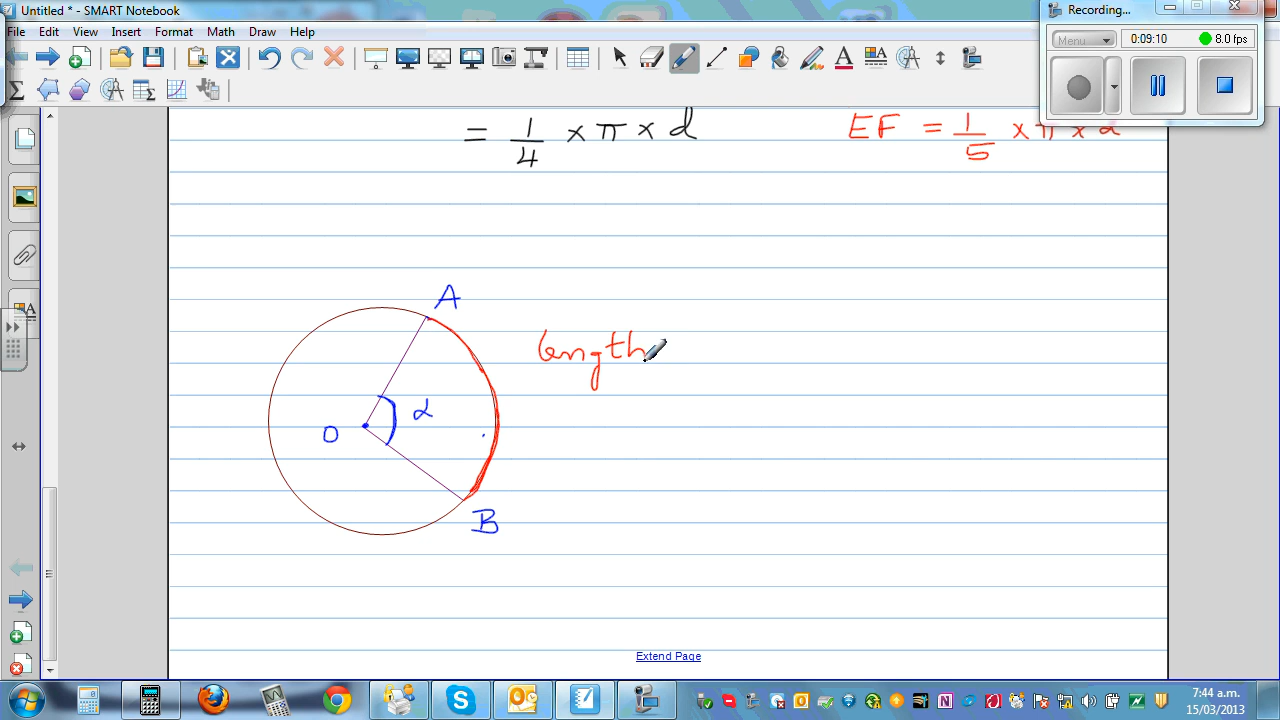 Untitled * - SMART Notebook
Recording...
File Edit View Insert Format Math Draw Help
Menu 0:09:10 8.0 fps
= 1/4 × π × d
EF = 1/5 × π × d
A
length
α
O
B
Extend Page
7:44 a.m.
15/03/2013